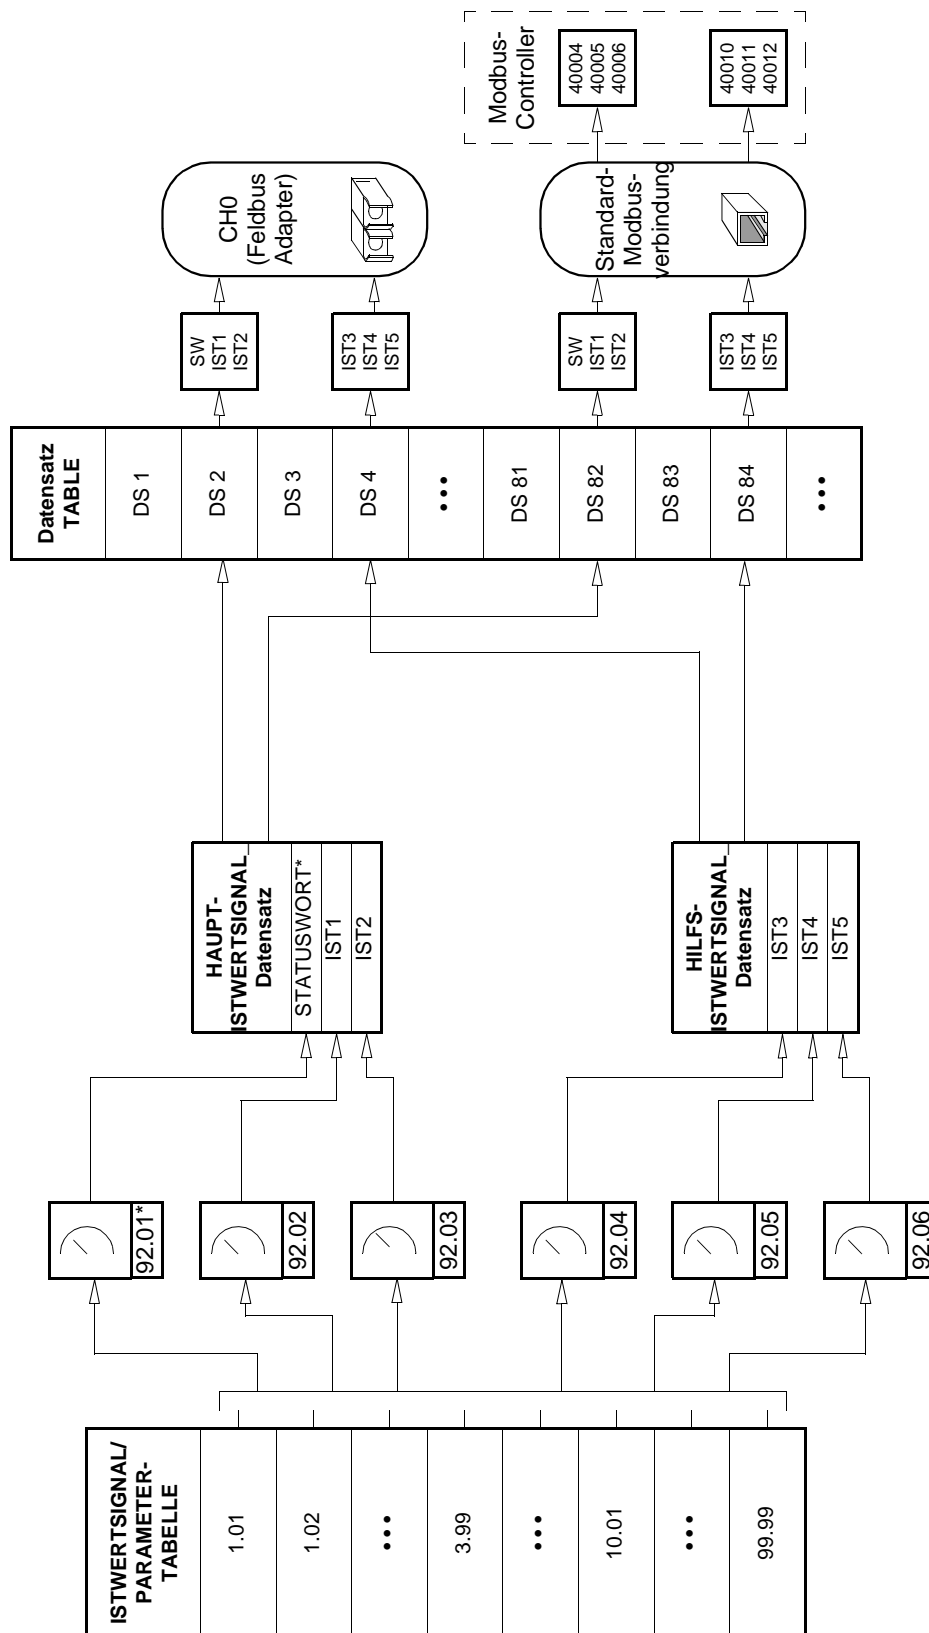 ISTWERTSIGNAL/
PARAMETER-
TABELLE
1.01
1.02
•••
3.99
•••
10.01
•••
99.99
92.01*
92.02
92.03
92.04
92.05
92.06
HAUPT-
ISTWERTSIGNAL
Datensatz
STATUSWORT*
IST1
IST2
HILFS-
ISTWERTSIGNAL
Datensatz
IST3
IST4
IST5
Datensatz
TABLE
DS 1
DS 2
DS 3
DS 4
•••
DS 81
DS 82
DS 83
DS 84
•••
SW
IST1
IST2
IST3
IST4
IST5
SW
IST1
IST2
IST3
IST4
IST5
CH0
(Feldbus
Adapter)
Standard-
Modbus-
verbindung
Modbus-
Controller
40004
40005
40006
40010
40011
40012